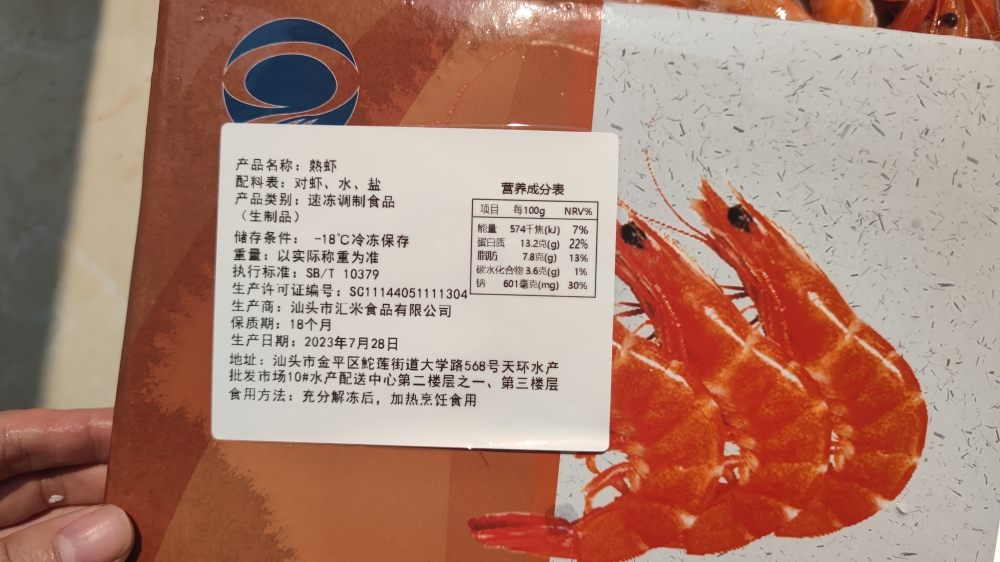 产品名称：熟虾
配料表：对虾、水、盐
产品类别：速冻调制食品
（生制品）
储存条件： -18℃冷冻保存
重量：以实际称重为准
执行标准：SB/T 10379
生产许可证编号：SC11144051111304
生产商：汕头市汇米食品有限公司
保质期：18个月
生产日期：2023年7月28日
地址：汕头市金平区鮀莲街道大学路568号天环水产
批发市场10#水产配送中心第二楼层之一、第三楼层
食用方法：充分解冻后，加热烹饪食用
营养成分表
项目 每100g NRV%
能量 574千焦(kJ) 7%
蛋白质 13.2克(g) 22%
脂肪 7.8克(g) 13%
碳水化合物 3.6克(g) 1%
钠 601毫克(mg) 30%